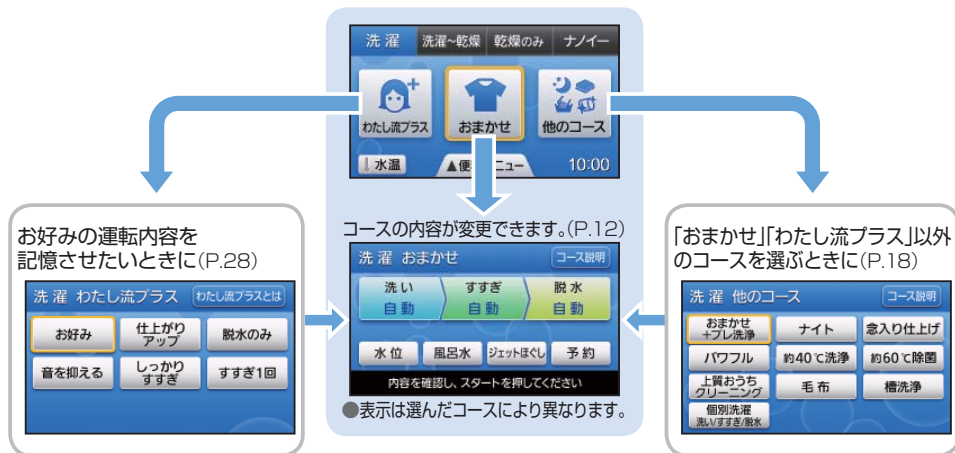 洗 濯
洗濯~乾燥
乾燥のみ
ナノイー
わたし流プラス
おまかせ
他のコース
水温
10:00
お好みの運転内容を
記憶させたいときに(P.28)
洗 濯 わたし流プラス
わたし流プラスとは
お好み
仕上がり
アップ
脱水のみ
音を抑える
しっかり
すすぎ
すすぎ1回
コースの内容が変更できます。(P.12)
洗 濯 おまかせ
コース説明
洗 い
すすぎ
脱 水
自 動
自 動
自 動
水 位
風呂水
ジェットほぐし
予 約
内容を確認し、スタートを押してください
●表示は選んだコースにより異なります。
「おまかせ」「わたし流プラス」以外
のコースを選ぶときに(P.18)
洗 濯 他のコース
コース説明
おまかせ
+プレ洗浄
ナイト
念入り仕上げ
パワフル
約40℃洗浄
約60℃除菌
上質おうち
クリーニング
毛 布
槽洗浄
個別洗濯
洗い/すすぎ/脱水